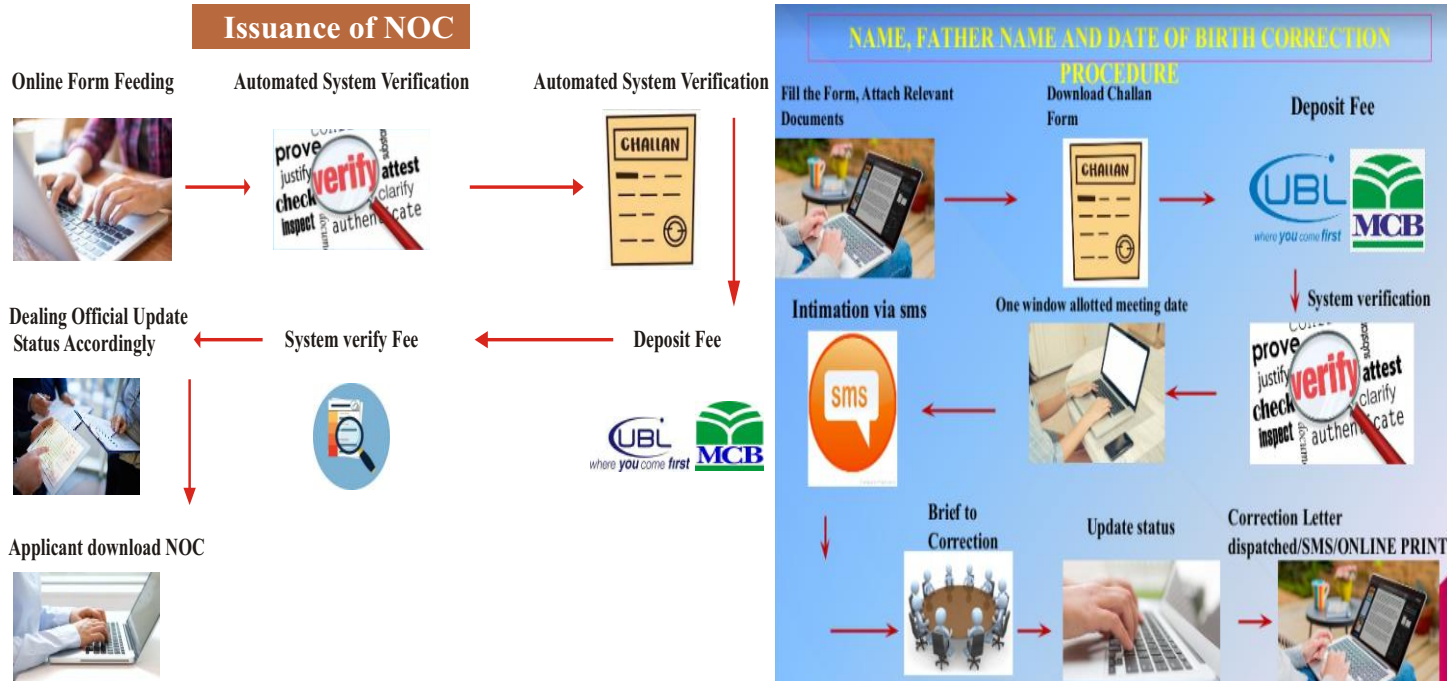 Issuance of NOC
Online Form Feeding
Automated System Verification
Automated System Verification
prove
justify
verify
attest
check
clarify
inspect
authenticate
CHALLAN
Dealing Official Update
Status Accordingly
System verify Fee
Deposit Fee
UBL
where you come first
MCB
Applicant download NOC
NAME, FATHER NAME AND DATE OF BIRTH CORRECTION
PROCEDURE
Fill the Form, Attach Relevant
Documents
Download Challan
Form
Deposit Fee
CHALLAN
UBL
where you come first
MCB
Intimation via sms
One window allotted meeting date
System verification
sms
prove
justify
verify
attest
check
clarify
inspect
authenticate
Brief to
Correction
Update status
Correction Letter
dispatched/SMS/ONLINE PRINT